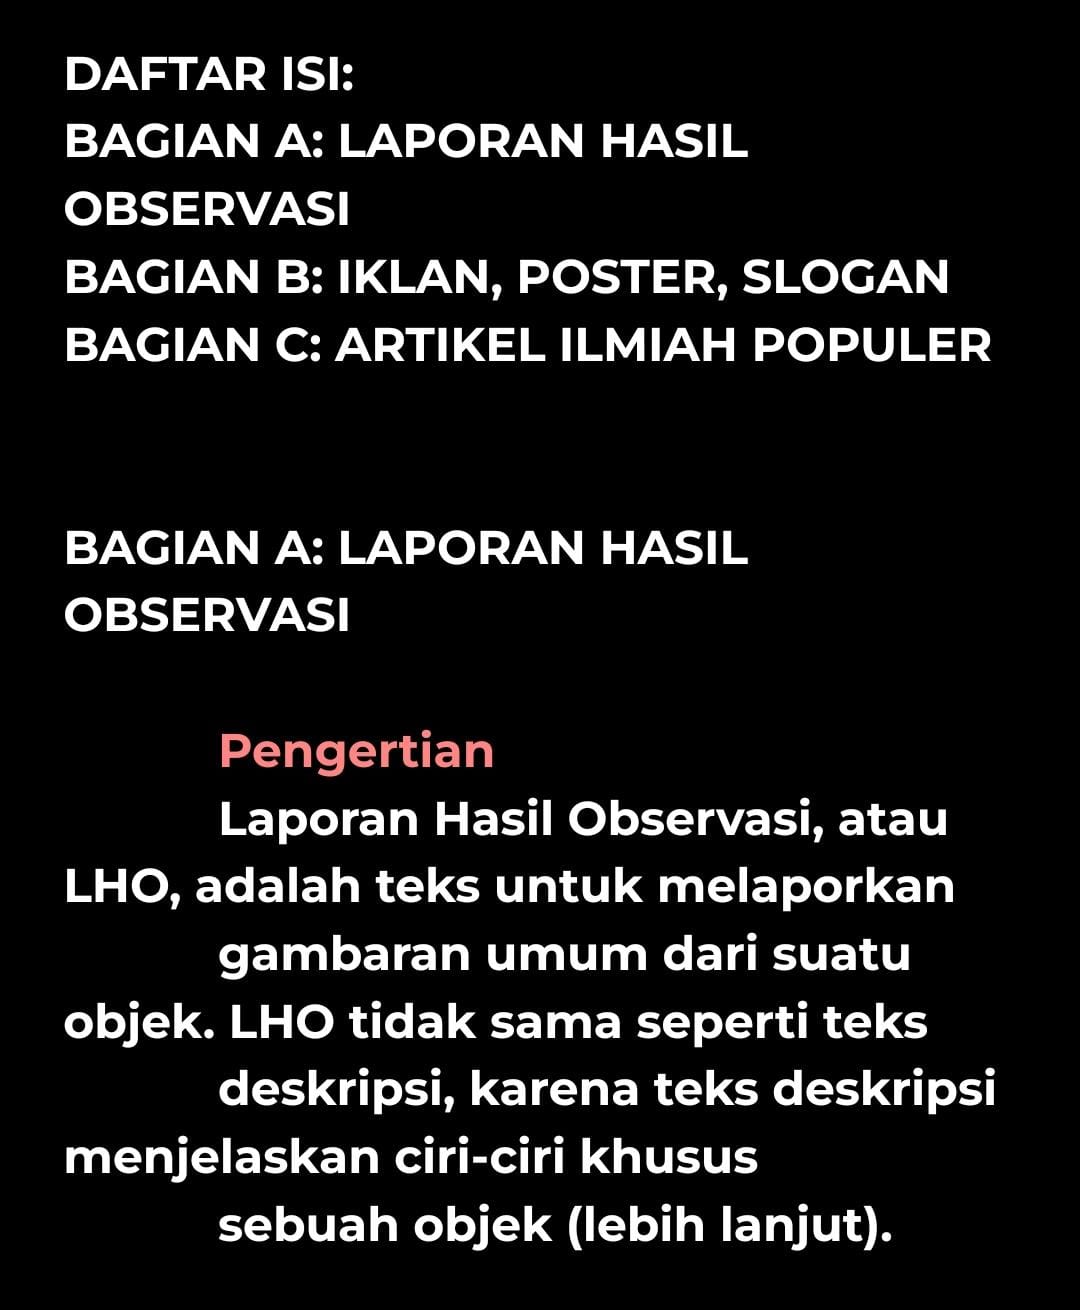 DAFTAR ISI:
BAGIAN A: LAPORAN HASIL
OBSERVASI
BAGIAN B: IKLAN, POSTER, SLOGAN
BAGIAN C: ARTIKEL ILMIAH POPULER
BAGIAN A: LAPORAN HASIL
OBSERVASI
Pengertian
Laporan Hasil Observasi, atau
LHO, adalah teks untuk melaporkan
gambaran umum dari suatu
objek. LHO tidak sama seperti teks
deskripsi, karena teks deskripsi
menjelaskan ciri-ciri khusus
sebuah objek (lebih lanjut).